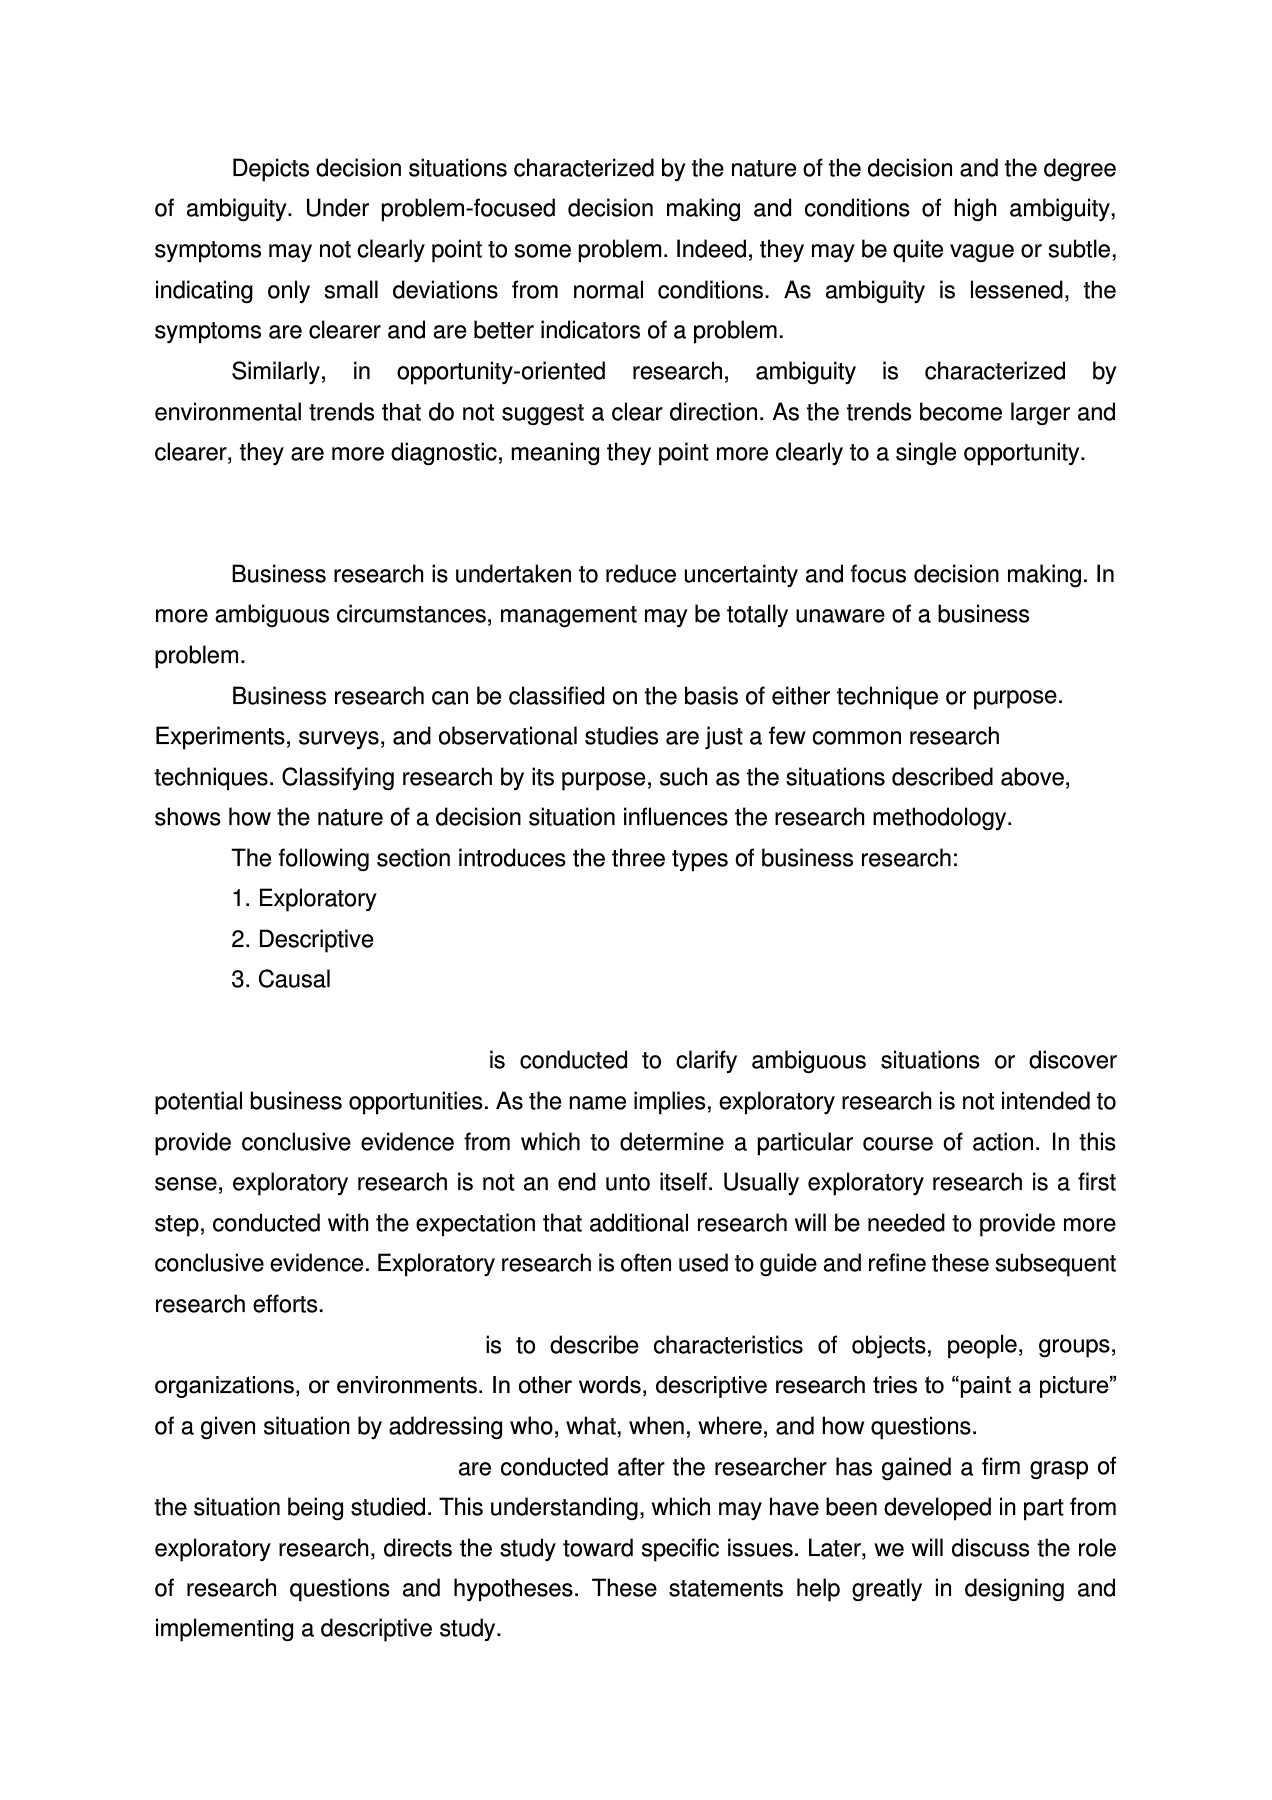 Depicts decision situations characterized by the nature of the decision and the degree
of ambiguity. Under problem-focused decision making and conditions of high ambiguity,
symptoms may not clearly point to some problem. Indeed, they may be quite vague or subtle,
indicating only small deviations from normal conditions. As ambiguity is lessened, the
symptoms are clearer and are better indicators of a problem.
Similarly, in opportunity-oriented research, ambiguity is characterized by
environmental trends that do not suggest a clear direction. As the trends become larger and
clearer, they are more diagnostic, meaning they point more clearly to a single opportunity.
Business research is undertaken to reduce uncertainty and focus decision making. In
more ambiguous circumstances, management may be totally unaware of a business
problem.
Business research can be classified on the basis of either technique or purpose.
Experiments, surveys, and observational studies are just a few common research
techniques. Classifying research by its purpose, such as the situations described above,
shows how the nature of a decision situation influences the research methodology.
The following section introduces the three types of business research:
1. Exploratory
2. Descriptive
3. Causal
is conducted to clarify ambiguous situations or discover
potential business opportunities. As the name implies, exploratory research is not intended to
provide conclusive evidence from which to determine a particular course of action. In this
sense, exploratory research is not an end unto itself. Usually exploratory research is a first
step, conducted with the expectation that additional research will be needed to provide more
conclusive evidence. Exploratory research is often used to guide and refine these subsequent
research efforts.
is to describe characteristics of objects, people, groups,
organizations, or environments. In other words, descriptive research tries to “paint a picture”
of a given situation by addressing who, what, when, where, and how questions.
are conducted after the researcher has gained a firm grasp of
the situation being studied. This understanding, which may have been developed in part from
exploratory research, directs the study toward specific issues. Later, we will discuss the role
of research questions and hypotheses. These statements help greatly in designing and
implementing a descriptive study.